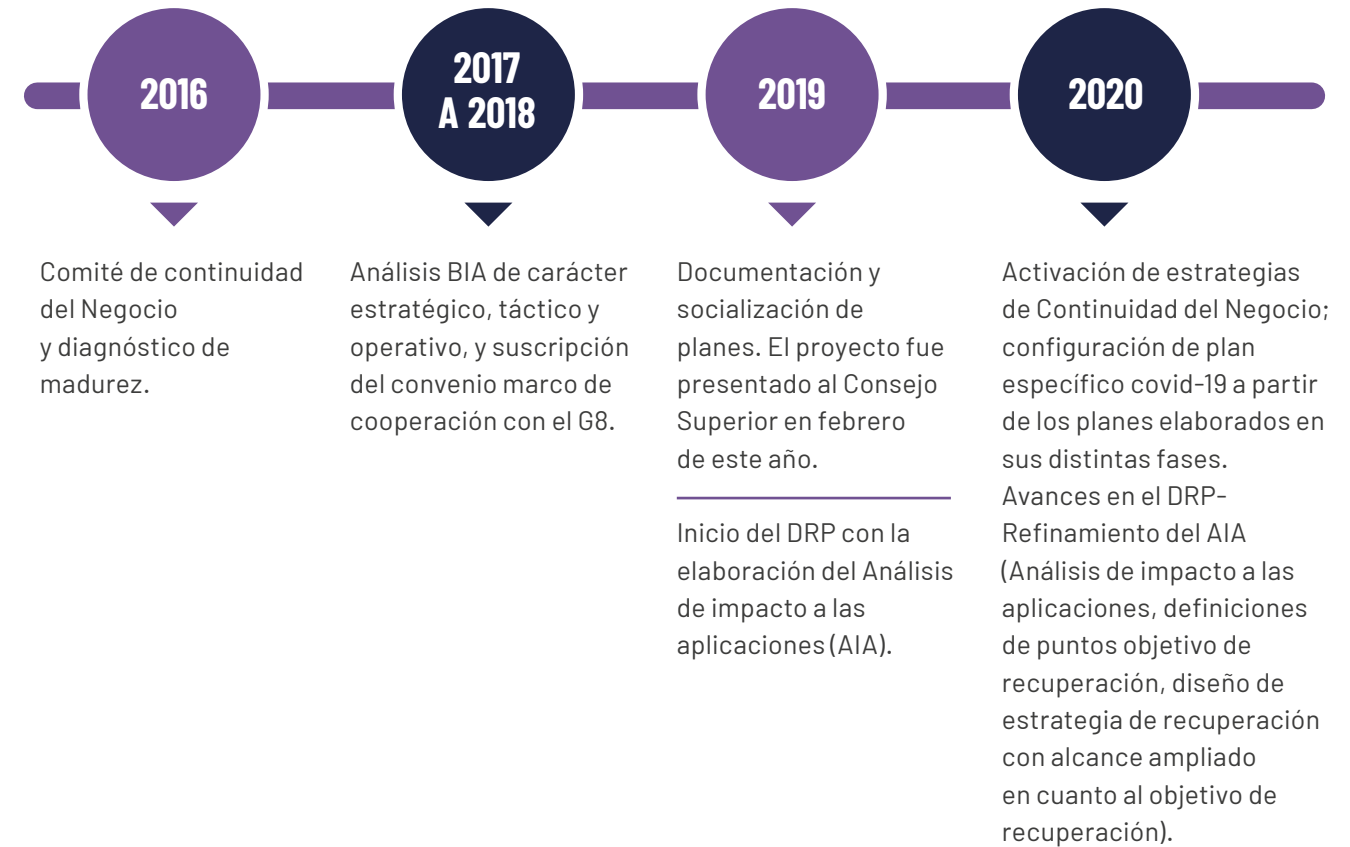 2016
Comité de continuidad
del Negocio
y diagnóstico de
madurez.
2017
A 2018
Análisis BIA de carácter
estratégico, táctico y
operativo, y suscripción
del convenio marco de
cooperación con el G8.
2019
Documentación y
socialización de
planes. El proyecto fue
presentado al Consejo
Superior en febrero
de este año.
Inicio del DRP con la
elaboración del Análisis
de impacto a las
aplicaciones (AIA).
2020
Activación de estrategias
de Continuidad del Negocio;
configuración de plan
específico covid-19 a partir
de los planes elaborados en
sus distintas fases.
Avances en el DRP-
Refinamiento del AIA
(Análisis de impacto a las
aplicaciones, definiciones
de puntos objetivo de
recuperación, diseño de
estrategia de recuperación
con alcance ampliado
en cuanto al objetivo de
recuperación).